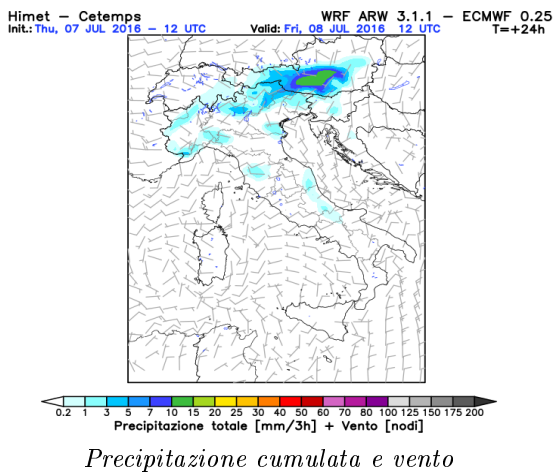 Himet – Cetemps WRF ARW 3.1.1 – ECMWF 0.25
Init.: Thu, 07 JUL 2016 – 12 UTC Valid: Fri, 08 JUL 2016 12 UTC T=+24h
0.2 1 3 5 7 10 15 20 25 30 40 50 60 70 80 100 125 150 175 200
Precipitazione totale [mm/3h] + Vento [nodi]
Precipitazione cumulata e vento